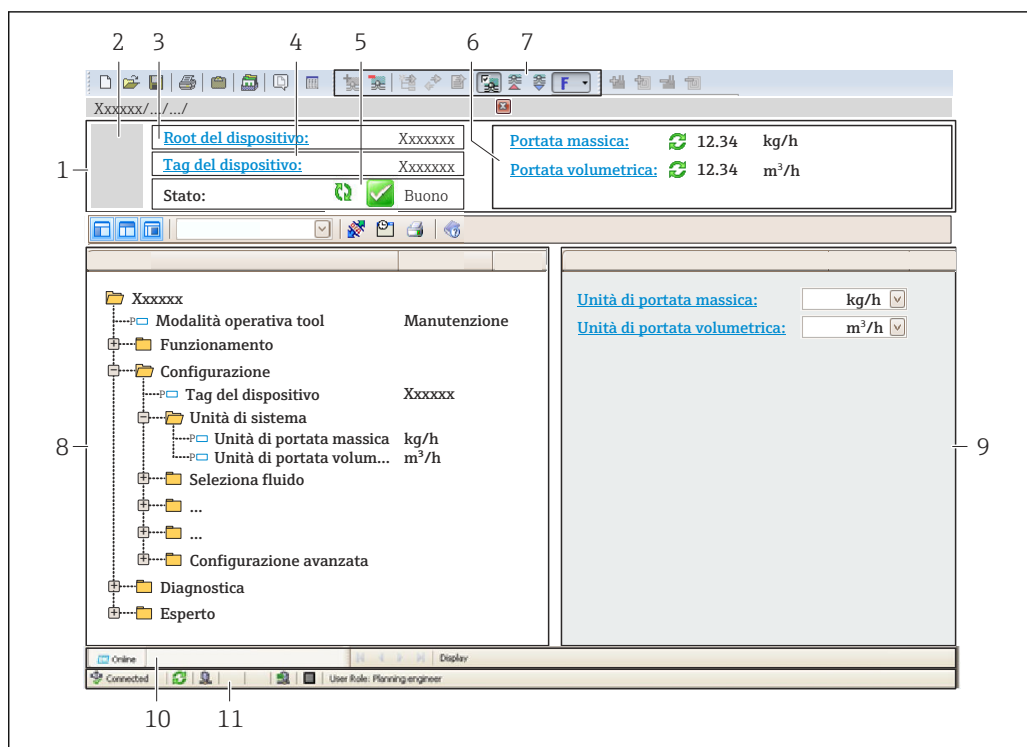 2 3 4 5 6 7
F
Xxxxxx/.../.../
1
Root del dispositivo: Xxxxxxx
Tag del dispositivo: Xxxxxxx
Stato: Buono
Portata massica: 12.34 kg/h
Portata volumetrica: 12.34 m³/h
Xxxxxx
Modalità operativa tool Manutenzione
Funzionamento
Configurazione
Tag del dispositivo Xxxxxx
Unità di sistema
Unità di portata massica kg/h
Unità di portata volum... m³/h
Seleziona fluido
...
...
Configurazione avanzata
Diagnostica
Esperto
8
Unità di portata massica: kg/h
Unità di portata volumetrica: m³/h
9
Online Display
Connected User Role: Planning engineer
10 11